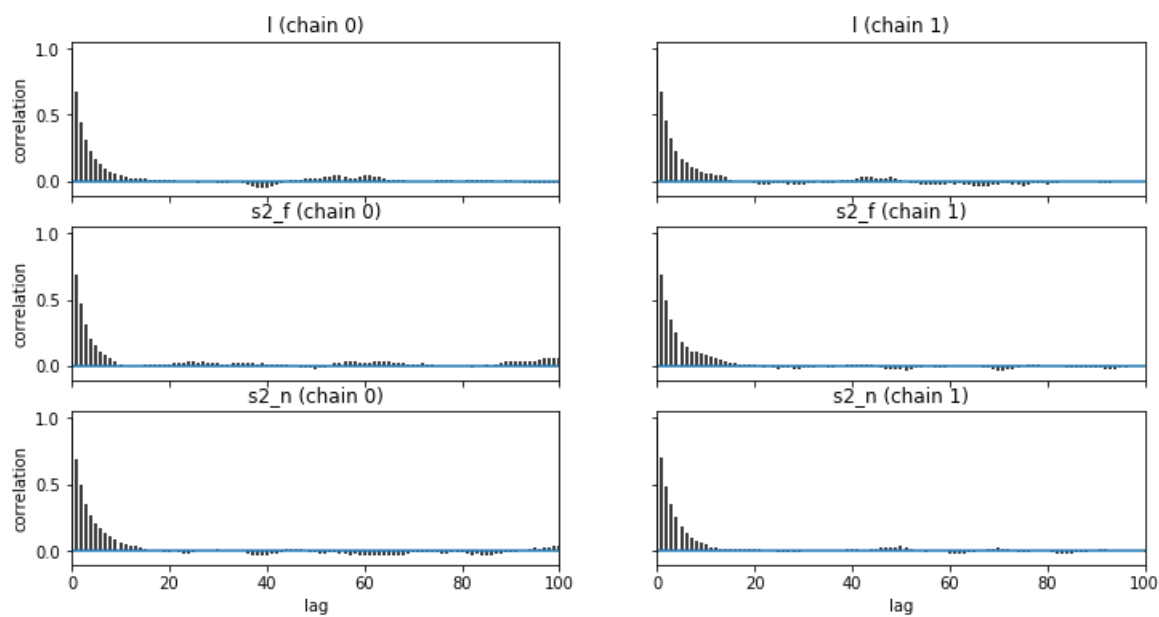 l (chain 0)
l (chain 1)
1.0
0.5
0.0
correlation
s2_f (chain 0)
s2_f (chain 1)
1.0
0.5
0.0
correlation
s2_n (chain 0)
s2_n (chain 1)
1.0
0.5
0.0
correlation
0 20 40 60 80 100
0 20 40 60 80 100
lag
lag